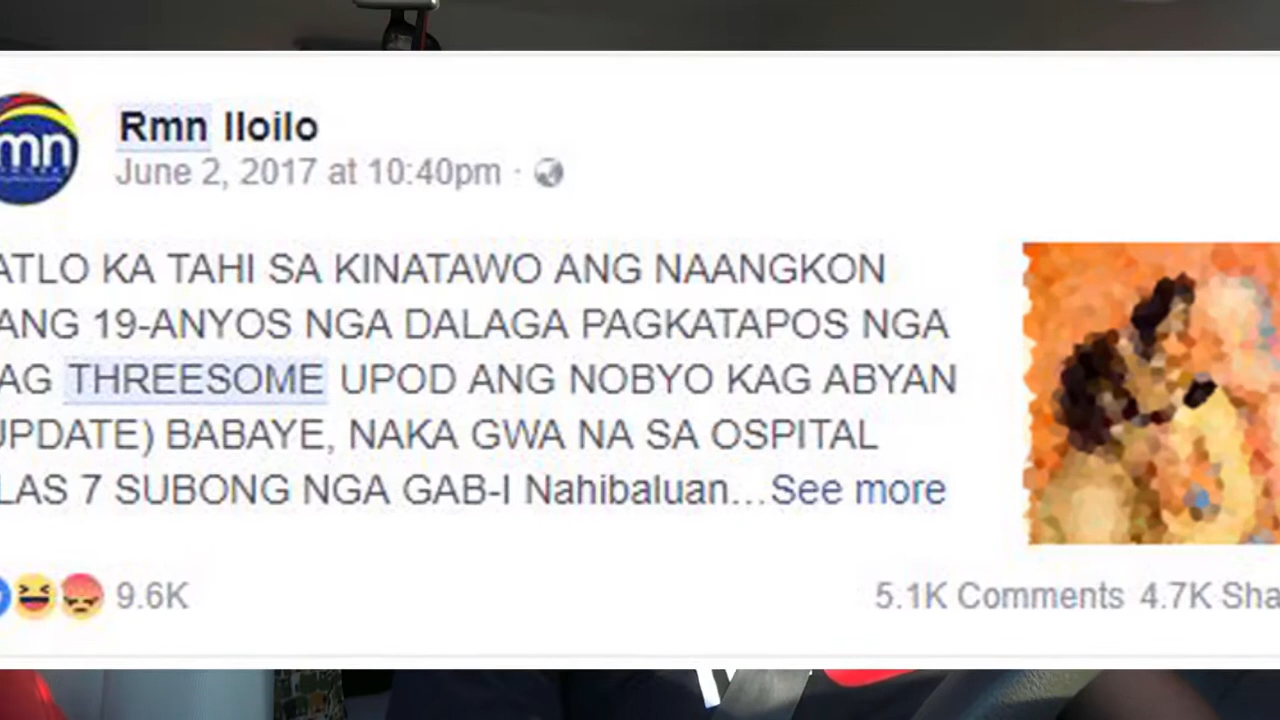 mn
Rmn Iloilo
June 2, 2017 at 10:40pm ·
ATLO KA TAHI SA KINATAWO ANG NAANGKON
ANG 19-ANYOS NGA DALAGA PAGKATAPOS NGA
AG THREESOME UPOD ANG NOBYO KAG ABYAN
UPDATE) BABAYE, NAKA GWA NA SA OSPITAL
LAS 7 SUBONG NGA GAB-I Nahibaluan...See more
9.6K
5.1K Comments 4.7K Sha